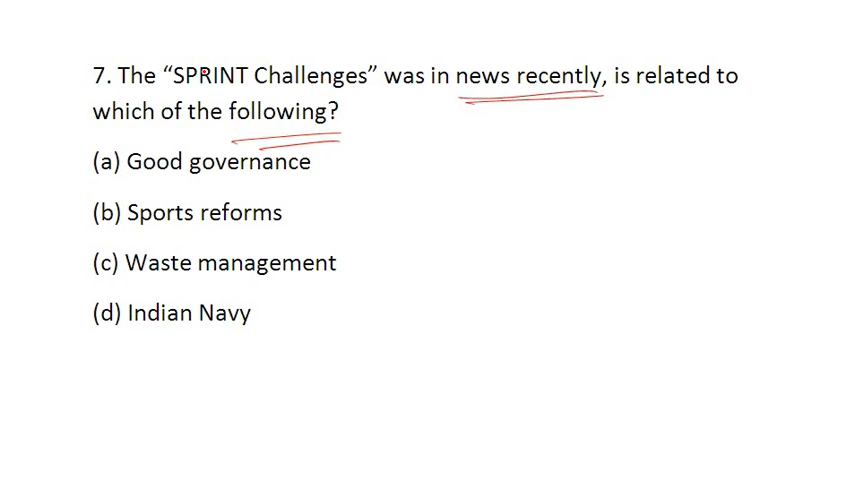 7. The “SPRINT Challenges” was in news recently, is related to
which of the following?
(a) Good governance
(b) Sports reforms
(c) Waste management
(d) Indian Navy